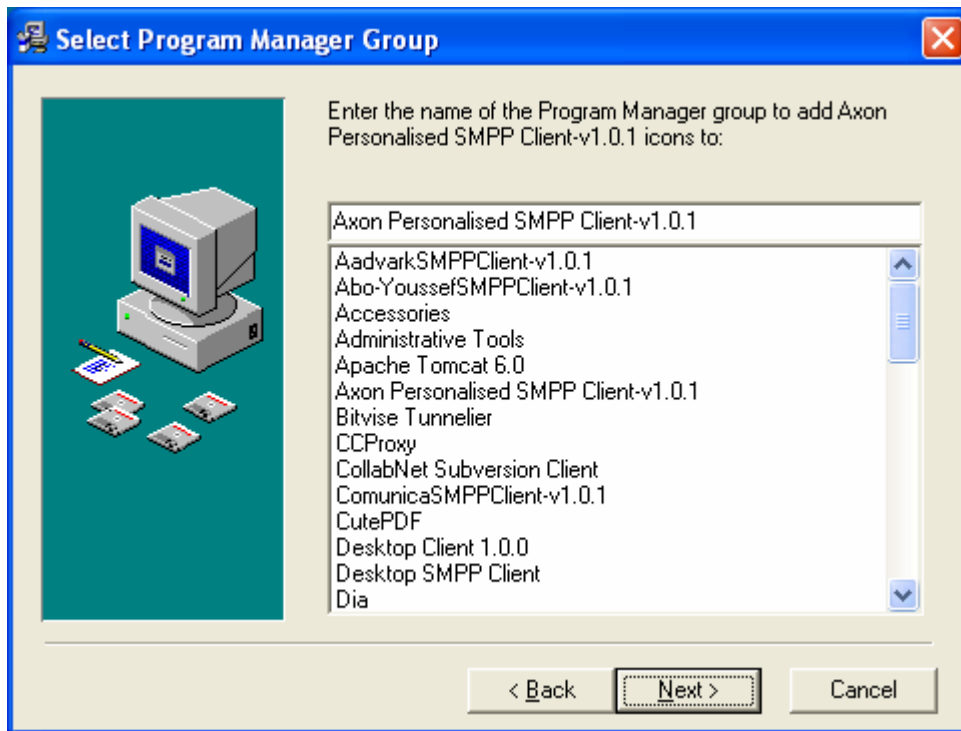 Select Program Manager Group
Enter the name of the Program Manager group to add Axon
Personalised SMPP Client-v1.0.1 icons to:
Axon Personalised SMPP Client-v1.0.1
AadvarkSMPPClient-v1.0.1
Abo-YoussefSMPPClient-v1.0.1
Accessories
Administrative Tools
Apache Tomcat 6.0
Axon Personalised SMPP Client-v1.0.1
Bitvise Tunnelier
CCProxy
CollabNet Subversion Client
ComunicaSMPPClient-v1.0.1
CutePDF
Desktop Client 1.0.0
Desktop SMPP Client
Dia
< Back Next > Cancel